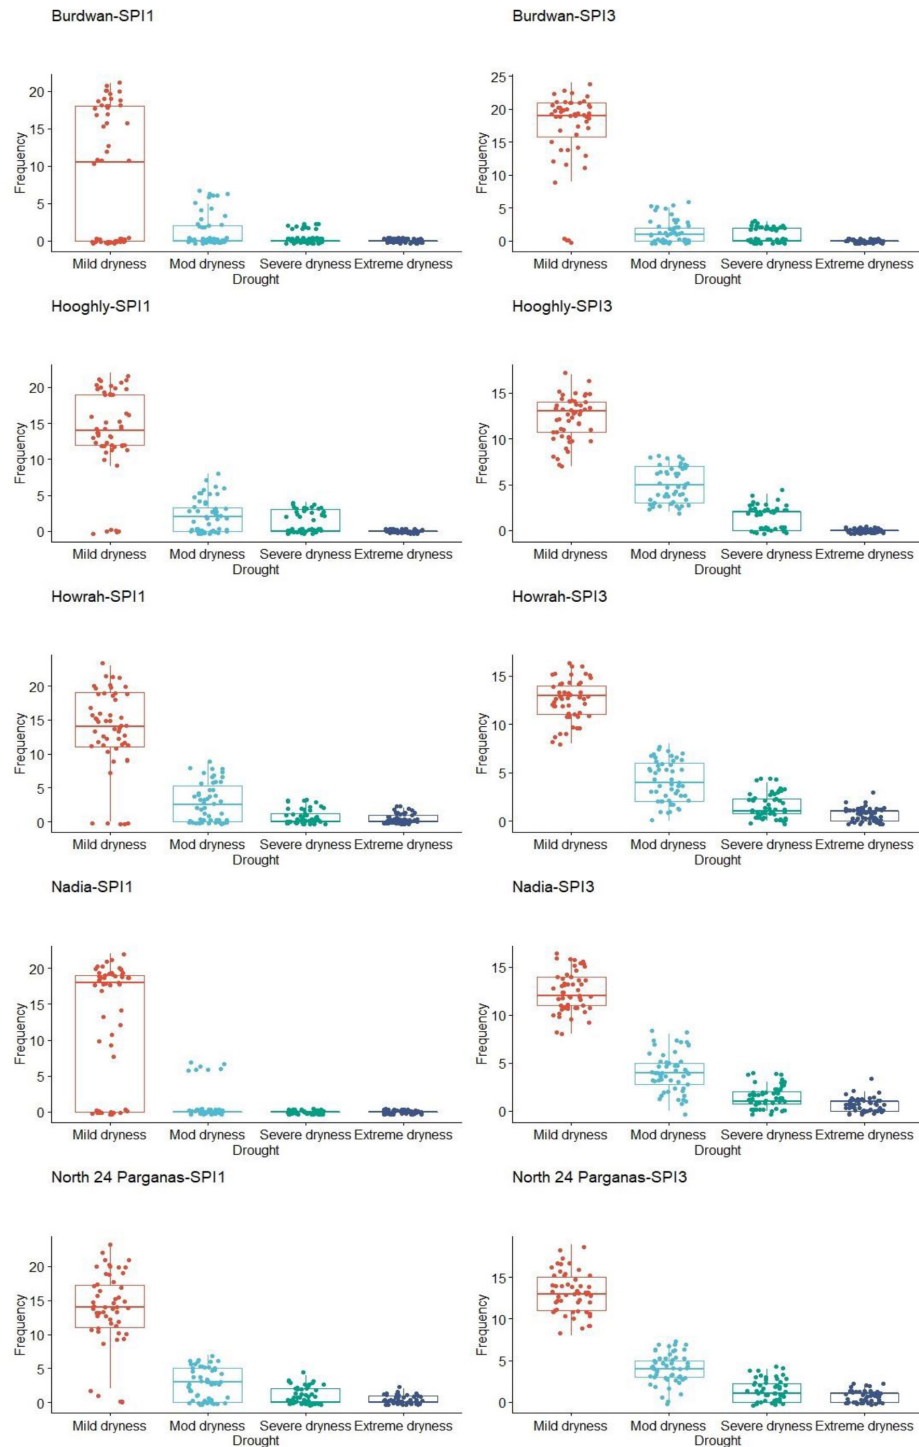 Burdwan-SPI1
Frequency
20
15
10
5
0
Mild dryness Mod dryness Severe dryness Extreme dryness
Drought
Burdwan-SPI3
Frequency
25
20
15
10
5
0
Mild dryness Mod dryness Severe dryness Extreme dryness
Drought
Hooghly-SPI1
Frequency
20
15
10
5
0
Mild dryness Mod dryness Severe dryness Extreme dryness
Drought
Hooghly-SPI3
Frequency
15
10
5
0
Mild dryness Mod dryness Severe dryness Extreme dryness
Drought
Howrah-SPI1
Frequency
20
15
10
5
0
Mild dryness Mod dryness Severe dryness Extreme dryness
Drought
Howrah-SPI3
Frequency
15
10
5
0
Mild dryness Mod dryness Severe dryness Extreme dryness
Drought
Nadia-SPI1
Frequency
20
15
10
5
0
Mild dryness Mod dryness Severe dryness Extreme dryness
Drought
Nadia-SPI3
Frequency
15
10
5
0
Mild dryness Mod dryness Severe dryness Extreme dryness
Drought
North 24 Parganas-SPI1
Frequency
20
15
10
5
0
Mild dryness Mod dryness Severe dryness Extreme dryness
Drought
North 24 Parganas-SPI3
Frequency
15
10
5
0
Mild dryness Mod dryness Severe dryness Extreme dryness
Drought